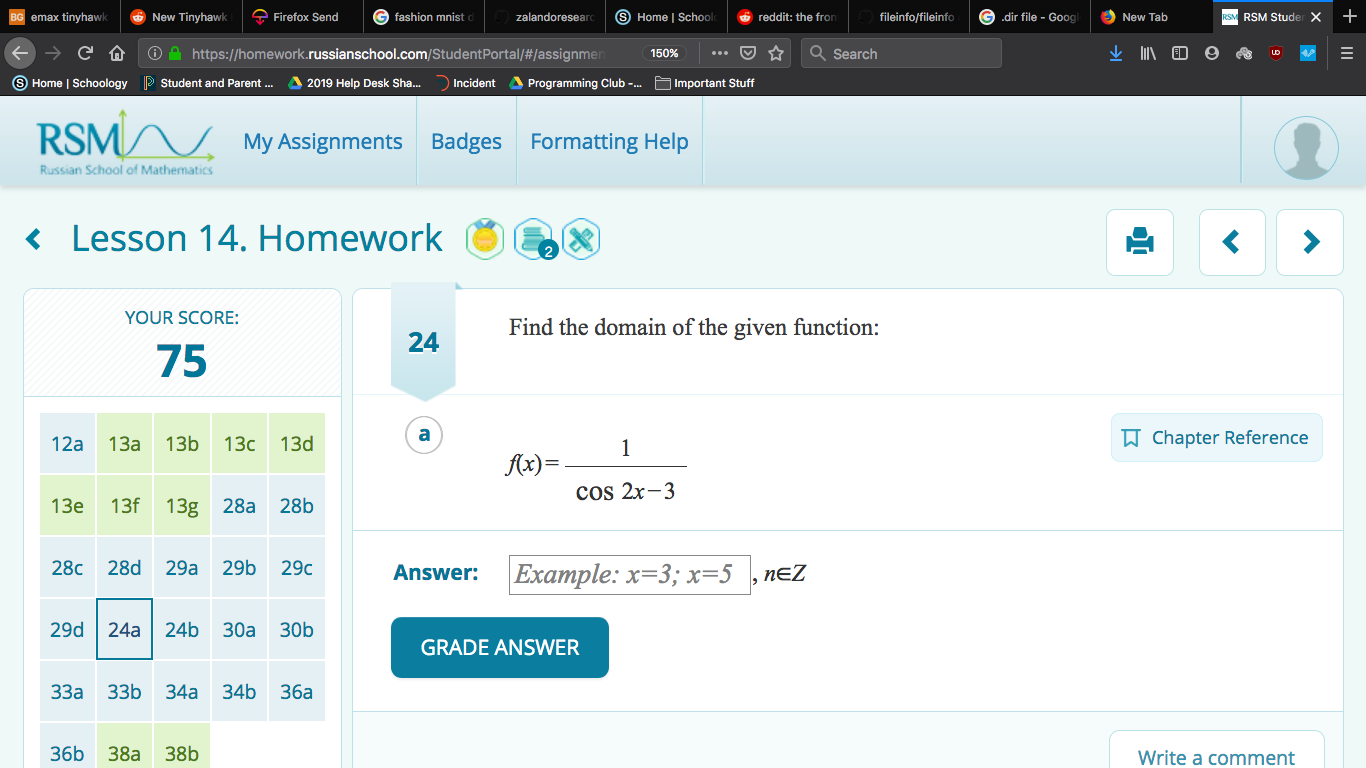 BG emax tinyhawk
New Tinyhawk
Firefox Send
G fashion mnist d
zalandoresearc
S Home | School
reddit: the fron
fileinfo/fileinfo
G .dir file - Googl
New Tab
RSM RSM Studen
https://homework.russianschool.com/StudentPortal/#/assignmen
150%
Search
S Home | Schoology
Student and Parent ...
2019 Help Desk Sha...
Incident
Programming Club -...
Important Stuff
RSM
Russian School of Mathematics
My Assignments
Badges
Formatting Help
Lesson 14. Homework
2
YOUR SCORE:
75
12a 13a 13b 13c 13d
13e 13f 13g 28a 28b
28c 28d 29a 29b 29c
29d 24a 24b 30a 30b
33a 33b 34a 34b 36a
36b 38a 38b
24
Find the domain of the given function:
a
Chapter Reference
f(x)= 1
cos 2x−3
Answer: Example: x=3; x=5 , n∈Z
GRADE ANSWER
Write a comment